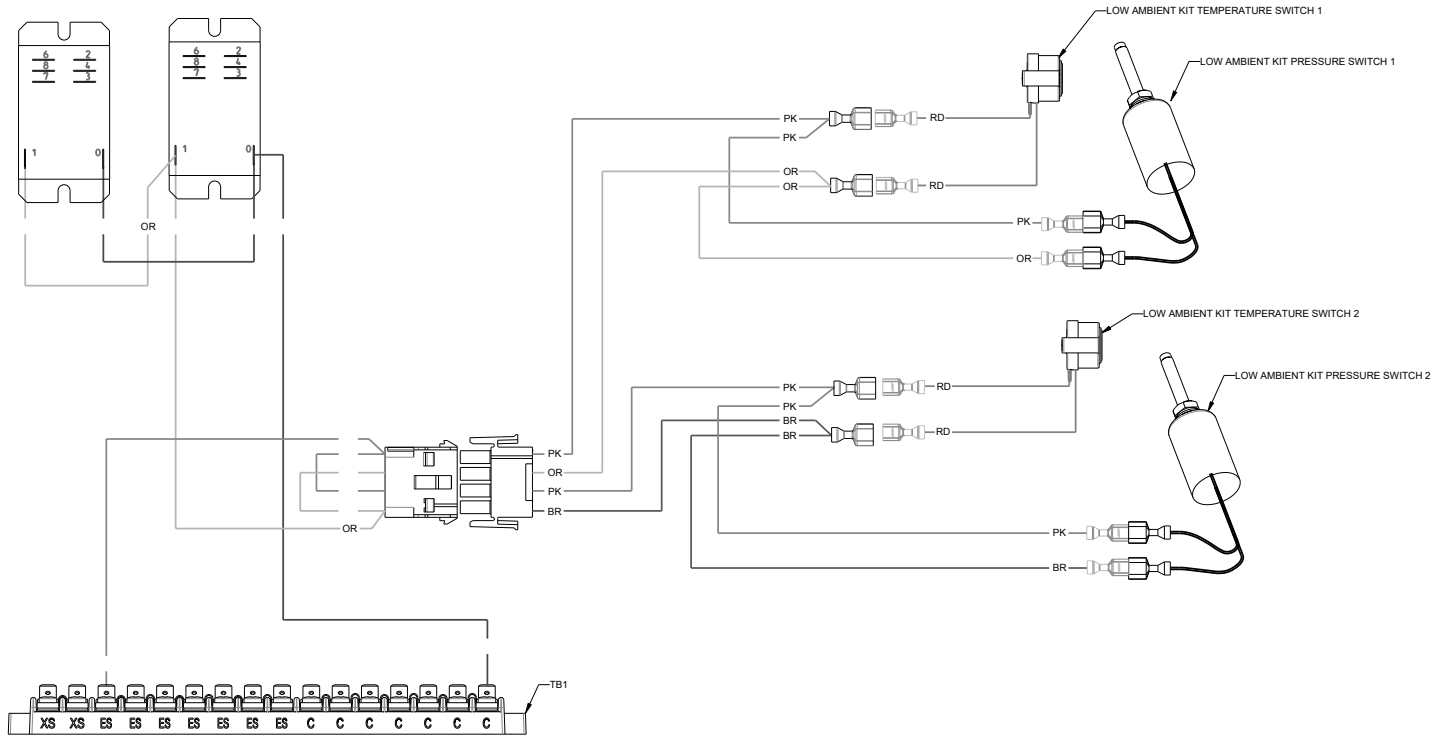 LOW AMBIENT KIT TEMPERATURE SWITCH 1
LOW AMBIENT KIT PRESSURE SWITCH 1
6 2
8 4
7 3
1 0
6 2
8 4
7 3
1 0
PK
RD
PK
OR
OR
RD
PK
OR
OR
LOW AMBIENT KIT TEMPERATURE SWITCH 2
LOW AMBIENT KIT PRESSURE SWITCH 2
PK
RD
PK
BR
BR
RD
PK
OR
PK
BR
OR
PK
BR
TB1
XS XS ES ES ES ES ES ES ES C C C C C C C